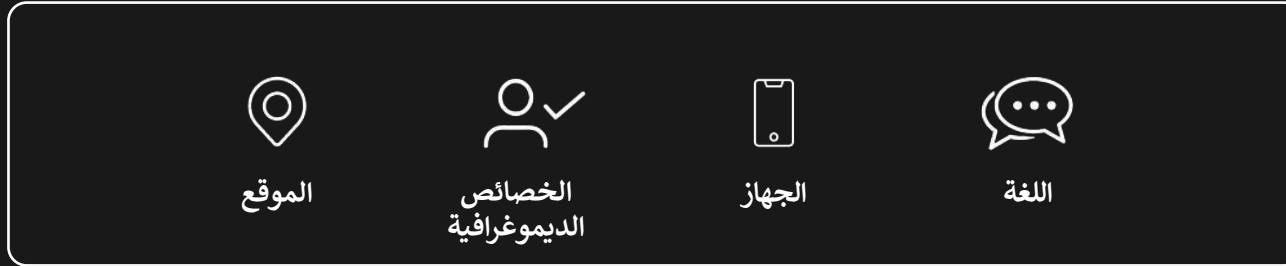 اللغة
الجهاز
الخصائص
الديموغرافية
الموقع